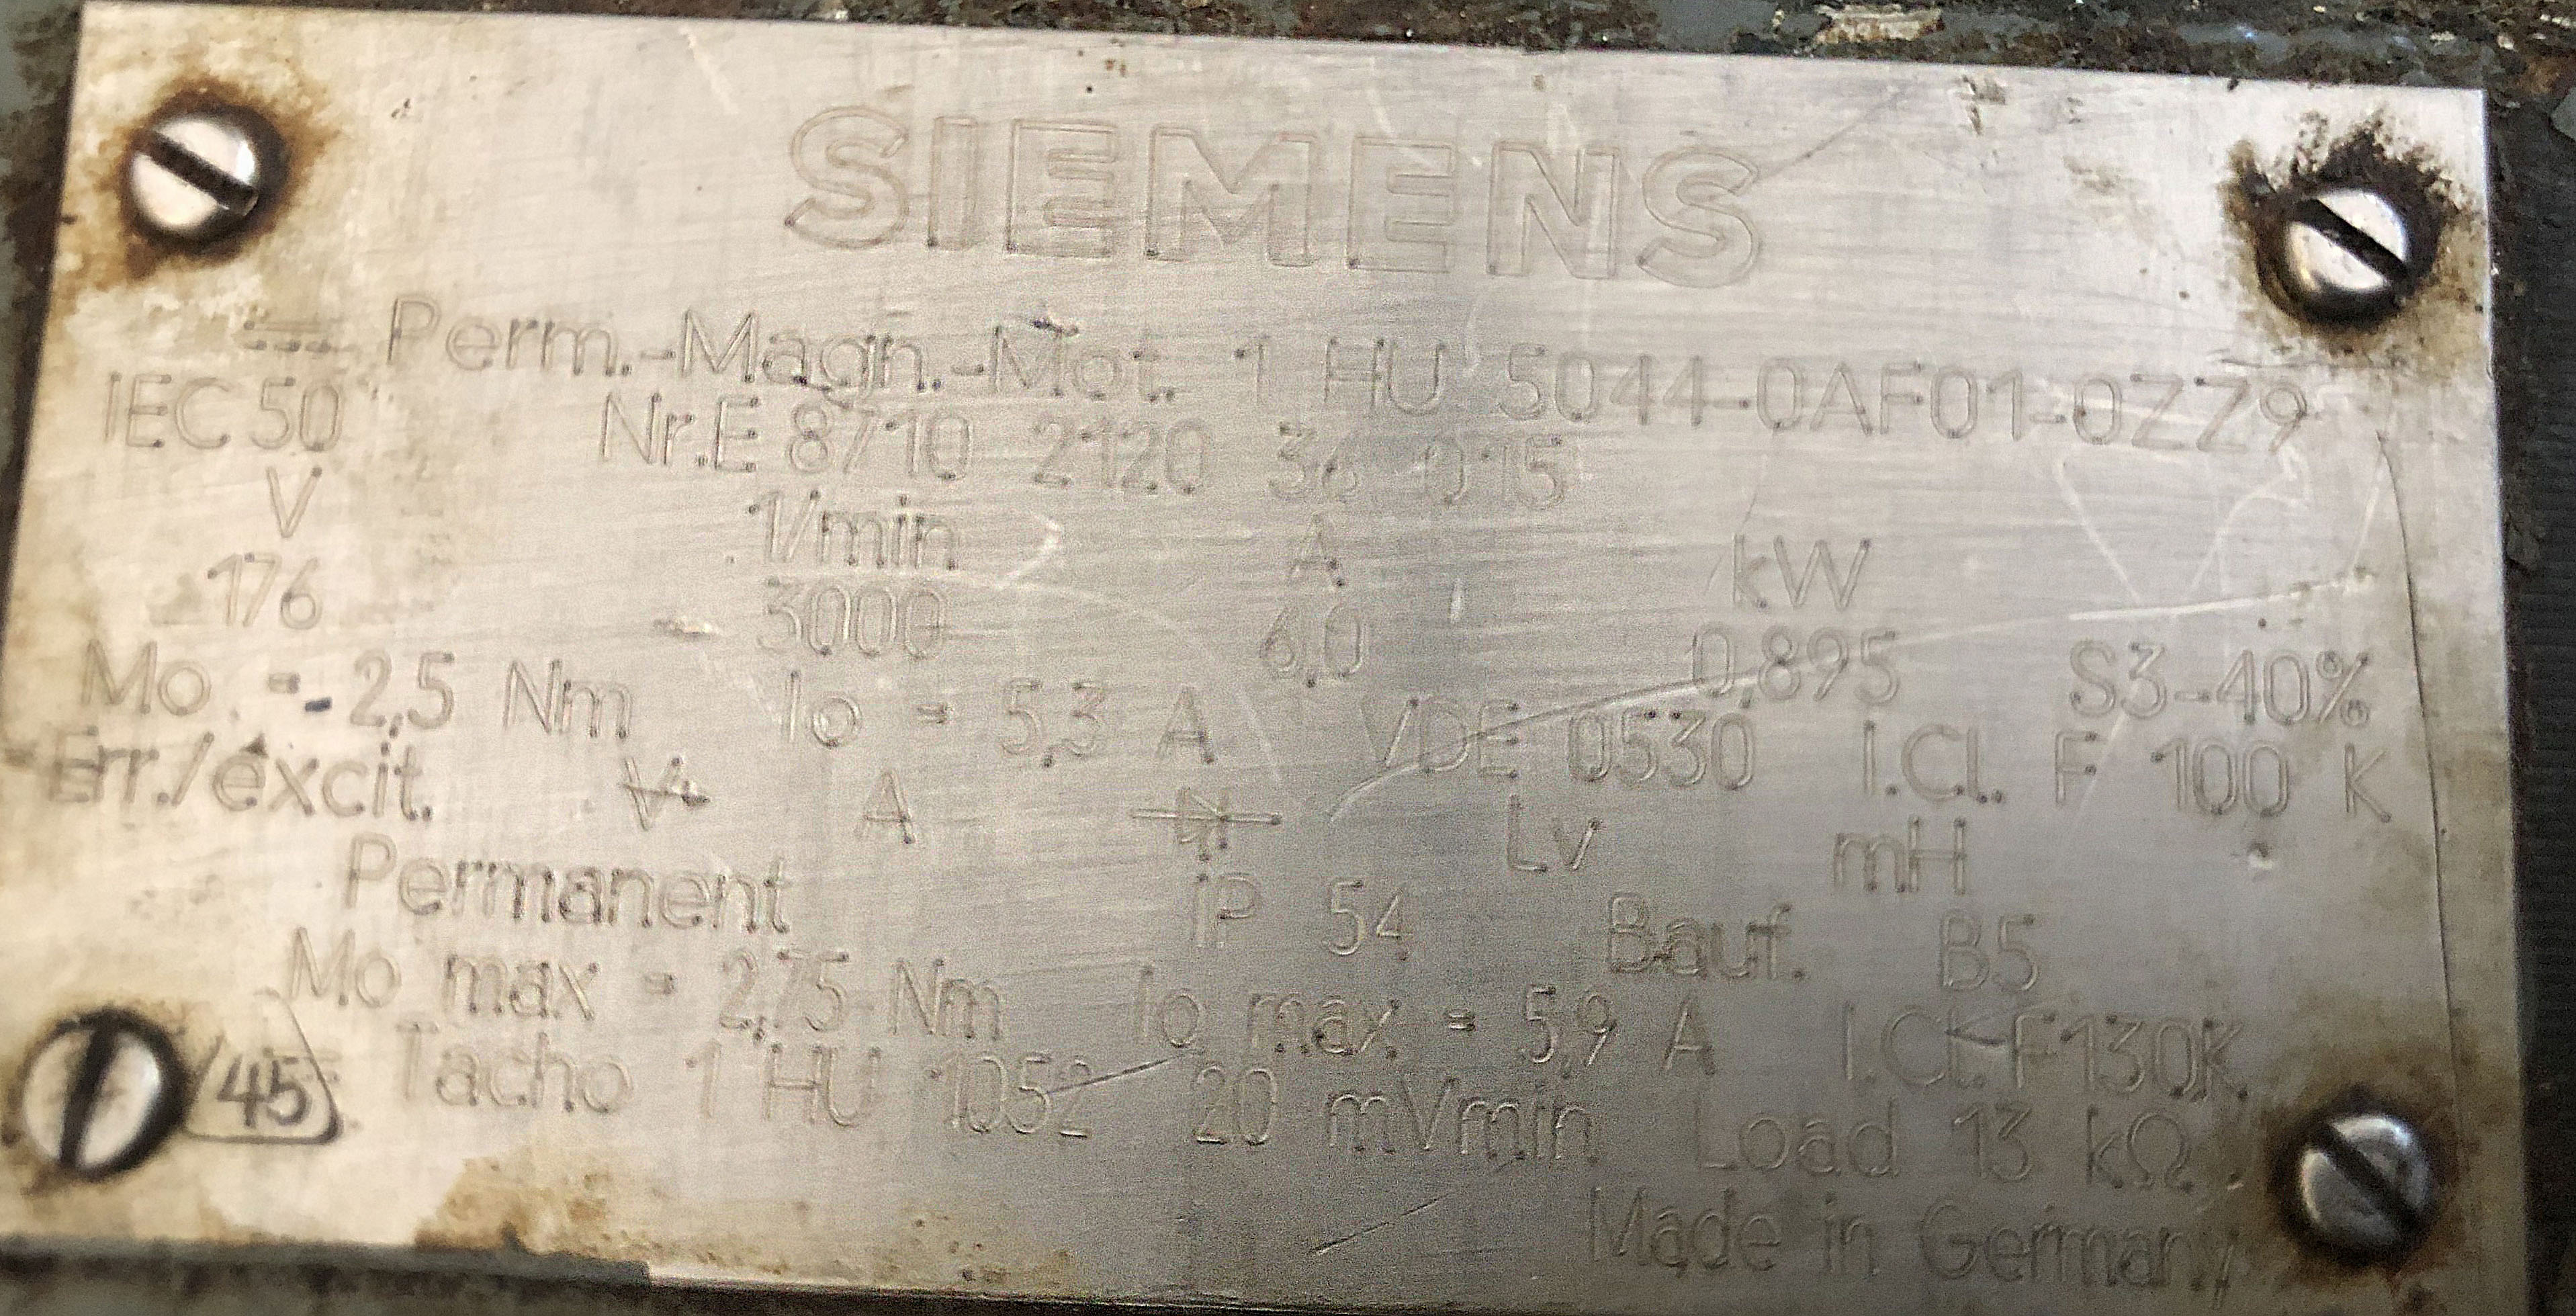 SIEMENS
Perm.-Magn.-Mot. 1 HU 5044-0AF01-0ZZ9
IEC 50 Nr.E 8710 2120 36 015
V 1/min A kW
176 3000 6,0 0,895 S3-40%
Mo = 2,5 Nm Io = 5,3 A VDE 0530 I.Cl. F 100 K
Err./excit. V A Lv mH
Permanent IP 54 Bauf. B5
Mo max = 2,75 Nm Io max = 5,9 A I.Cl. F130K
45 Tacho 1 HU 1052 20 mVmin Load 13 kΩ
Made in Germany